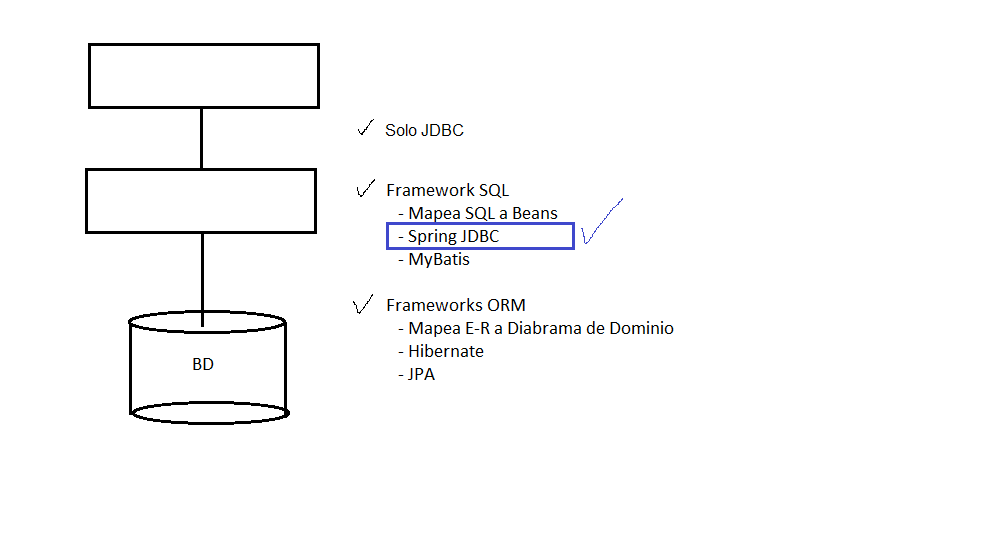 Solo JDBC
Framework SQL
- Mapea SQL a Beans
- Spring JDBC
- MyBatis
Frameworks ORM
- Mapea E-R a Diabrama de Dominio
- Hibernate
- JPA
BD